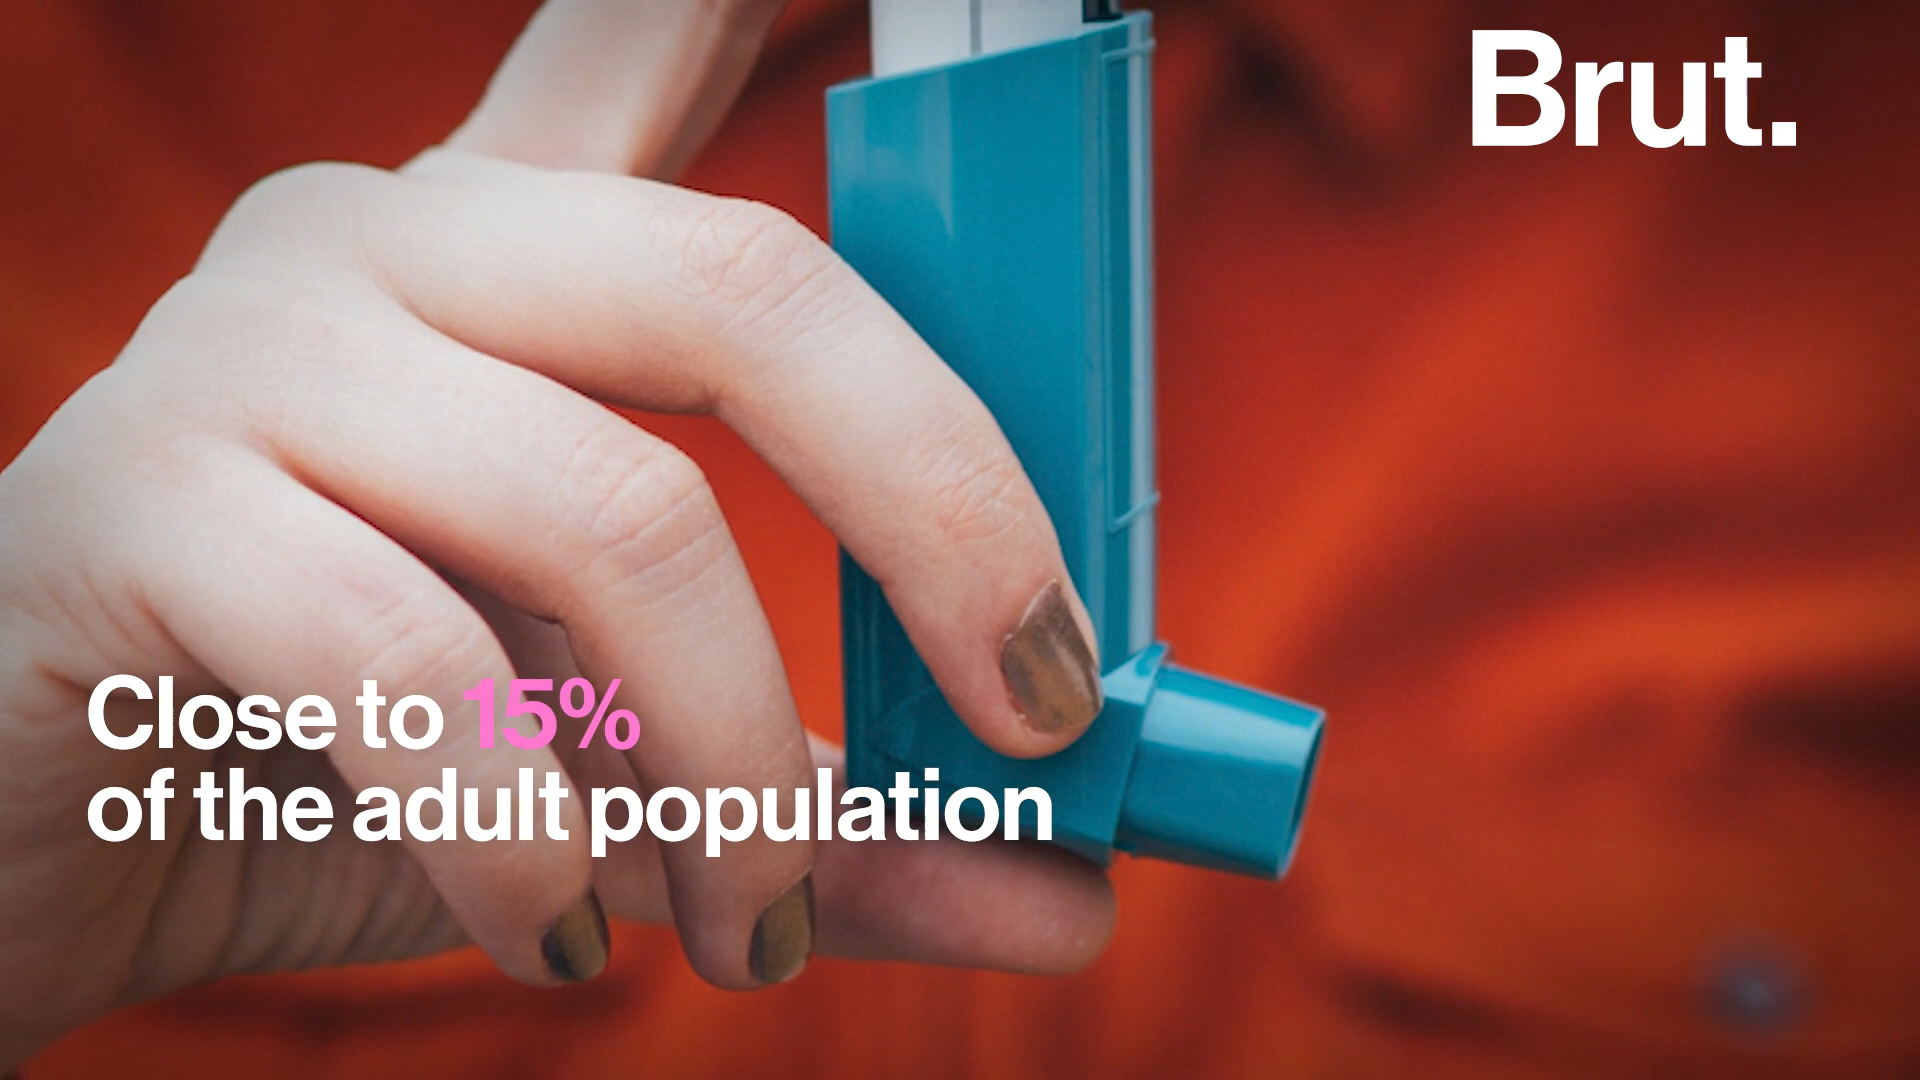 Brut.
Close to 15%
of the adult population